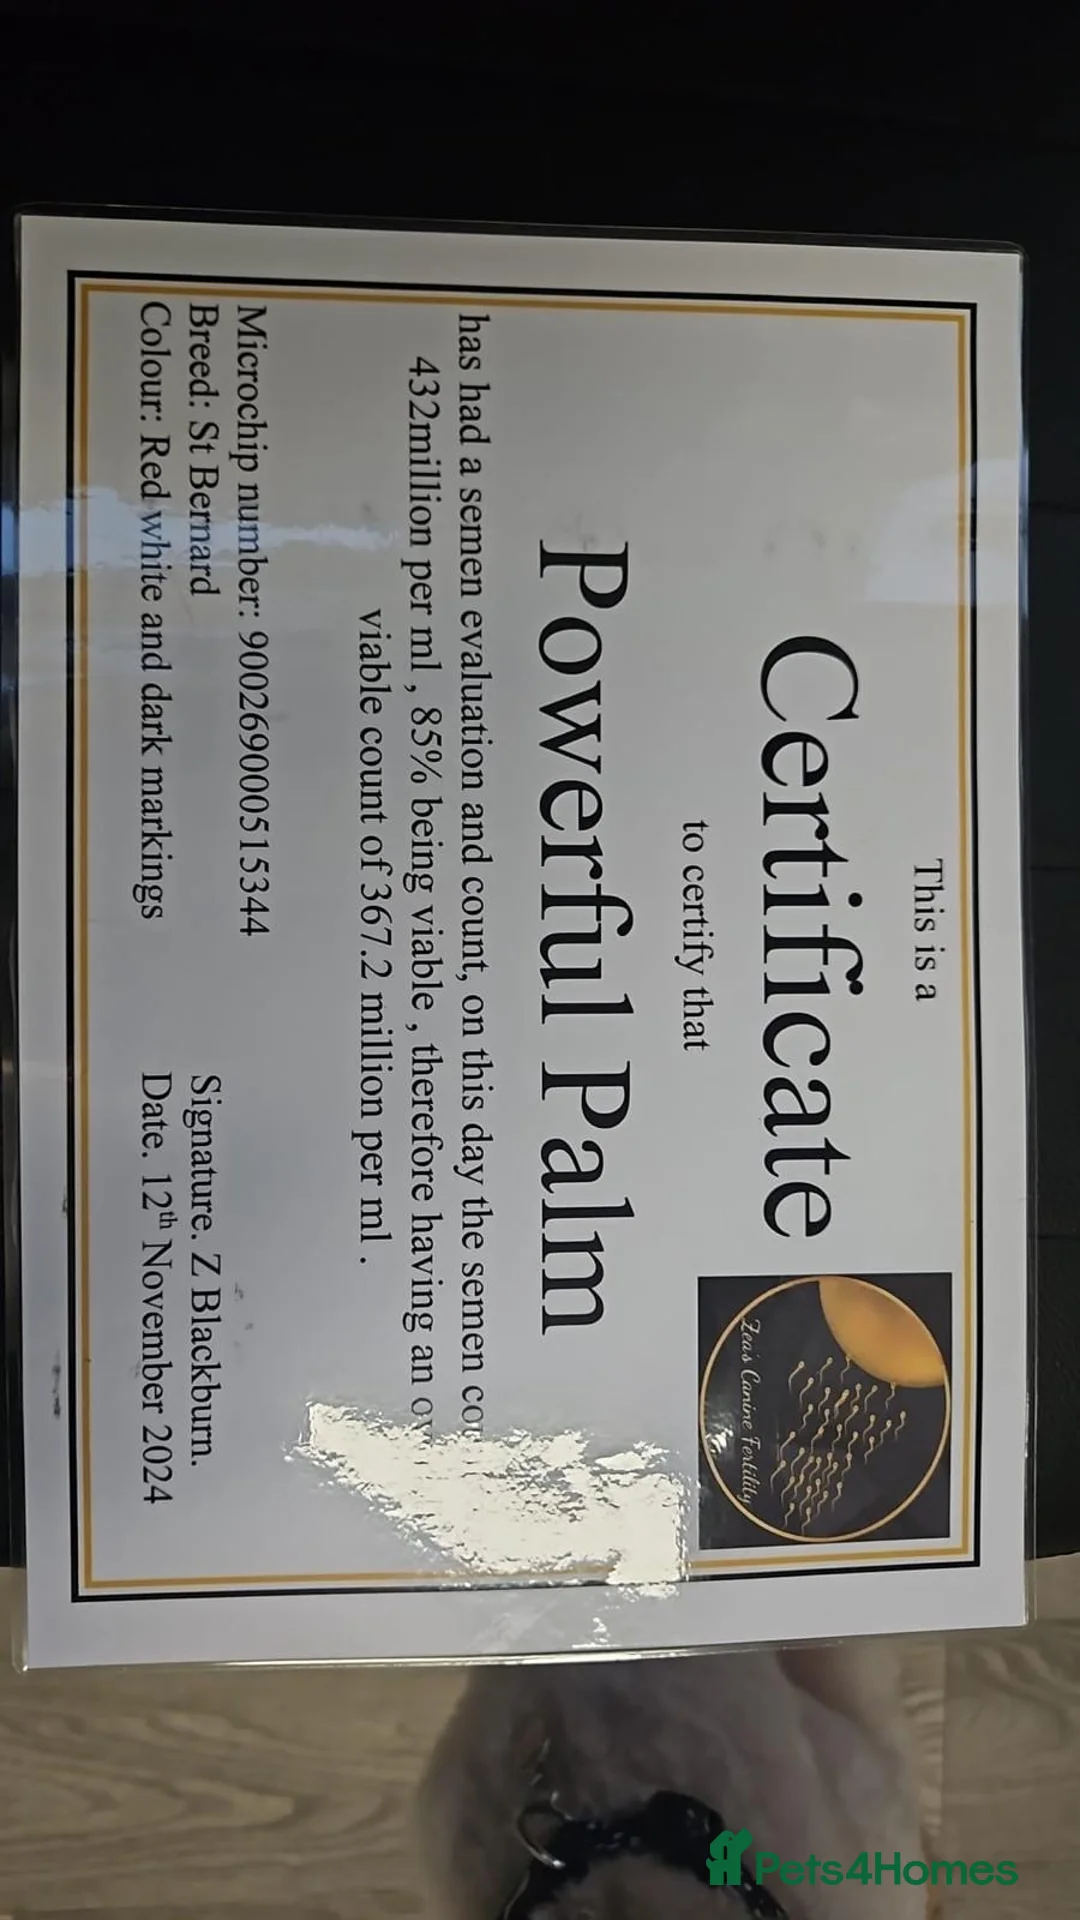 This is a
Certificate
to certify that
Zea's Canine Fertility
Powerful Palm
has had a semen evaluation and count, on this day the semen
432million per ml , 85% being viable , therefore having an
viable count of 367.2 million per ml .
Microchip number: 900269000515344
Breed: St Bernard
Colour: Red white and dark markings
Signature. Z Blackburn.
Date. 12th November 2024
Pets4Homes